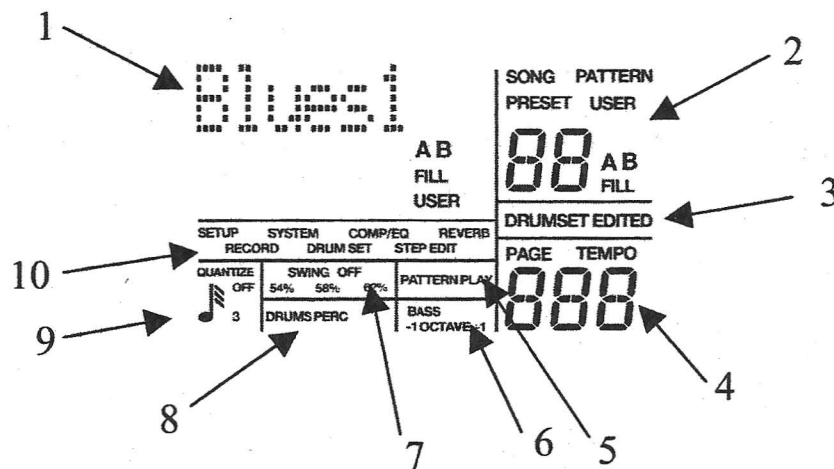 1
Blues1
A B
FILL
USER
SONG PATTERN
PRESET USER
88 A B
FILL
2
DRUMSET EDITED
3
SETUP SYSTEM COMP/EQ REVERB
RECORD DRUM SET STEP EDIT
10
QUANTIZE
OFF
3
9
SWING OFF
54% 58% 62%
PATTERN PLAY
DRUMS PERC
BASS
-1 OCTAVE +1
PAGE TEMPO
888
4
8
7
6
5